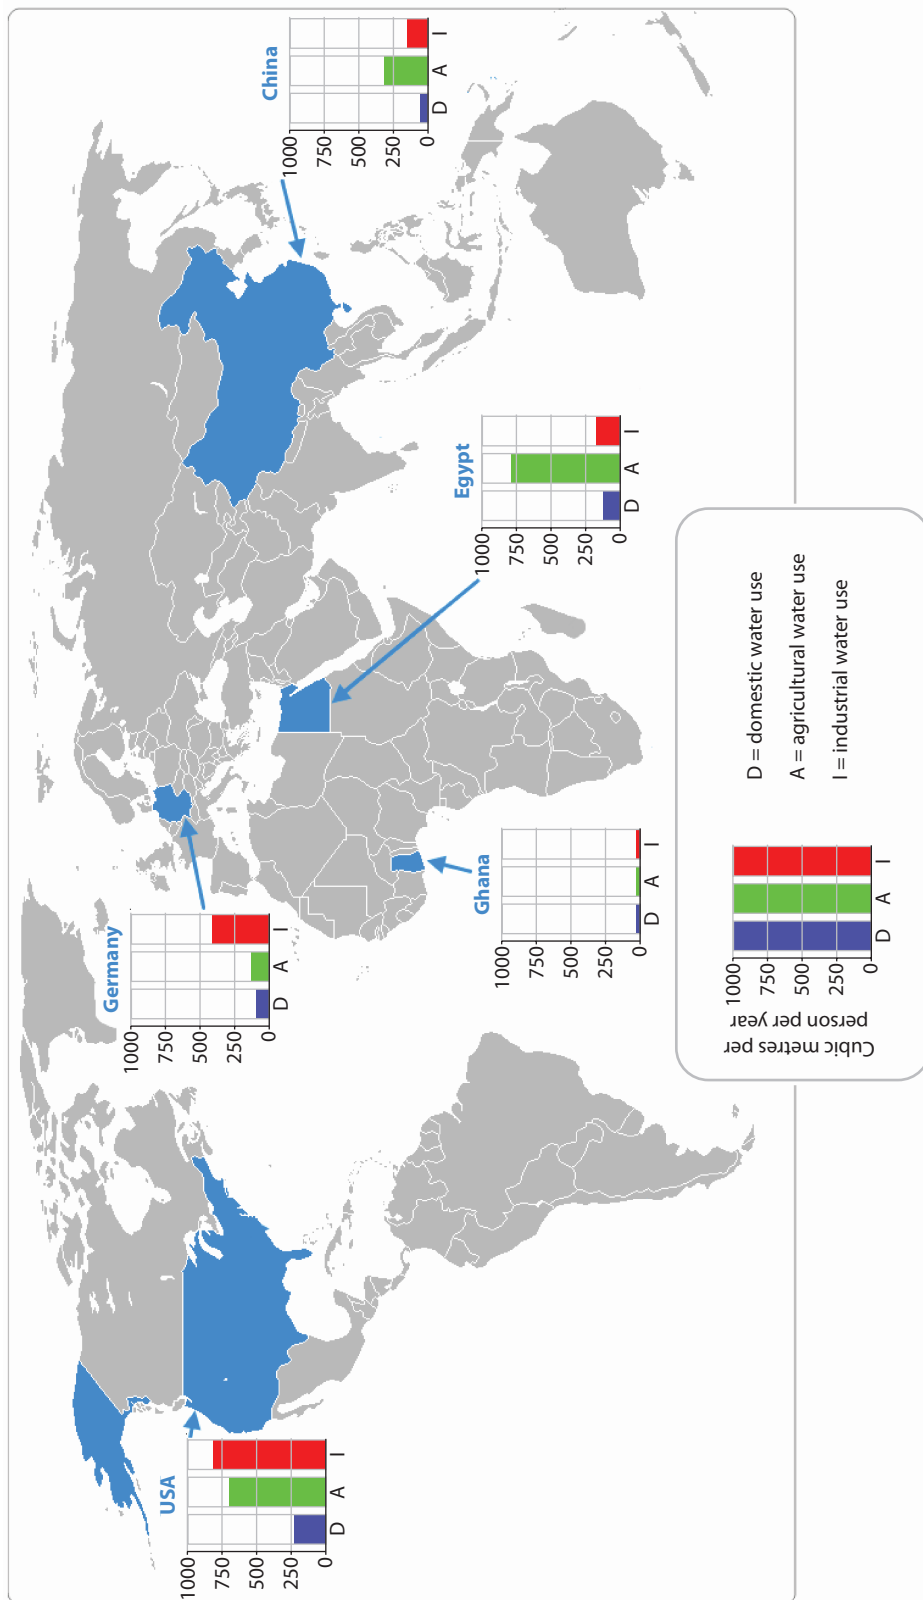 USA
1000
750
500
250
0
D A I
Germany
1000
750
500
250
0
D A I
Ghana
1000
750
500
250
0
D A I
Egypt
1000
750
500
250
0
D A I
China
1000
750
500
250
0
D A I
Cubic metres per
person per year
1000
750
500
250
0
D A I
D = domestic water use
A = agricultural water use
I = industrial water use